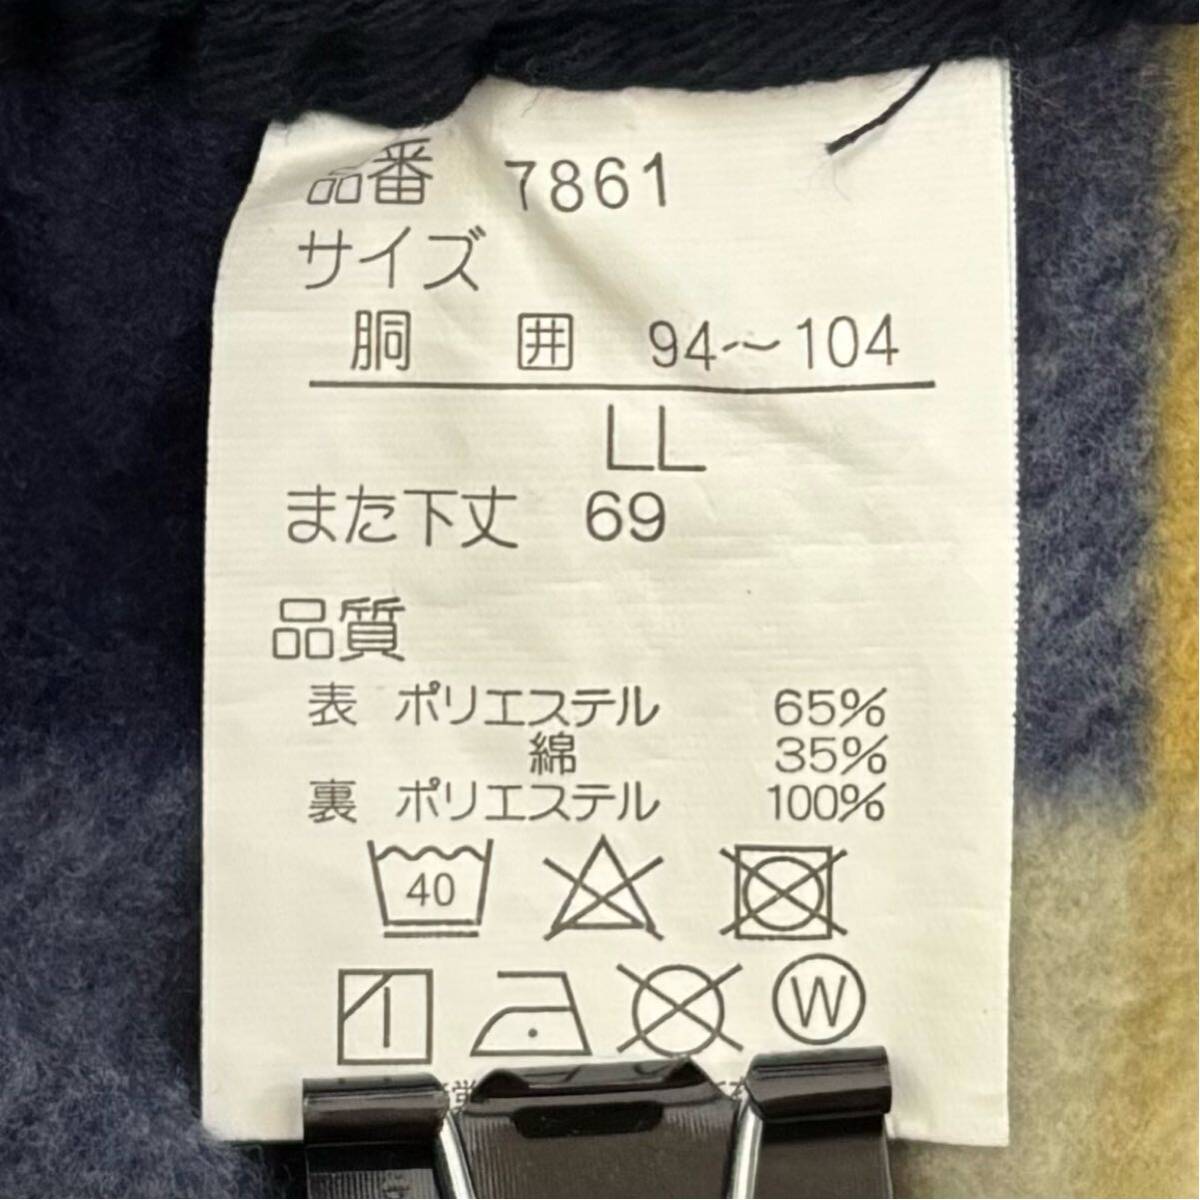 品番 7861
サイズ
胴 囲 94~104
LL
また下丈 69
品質
表 ポリエステル 65%
綿 35%
裏 ポリエステル 100%
40
W